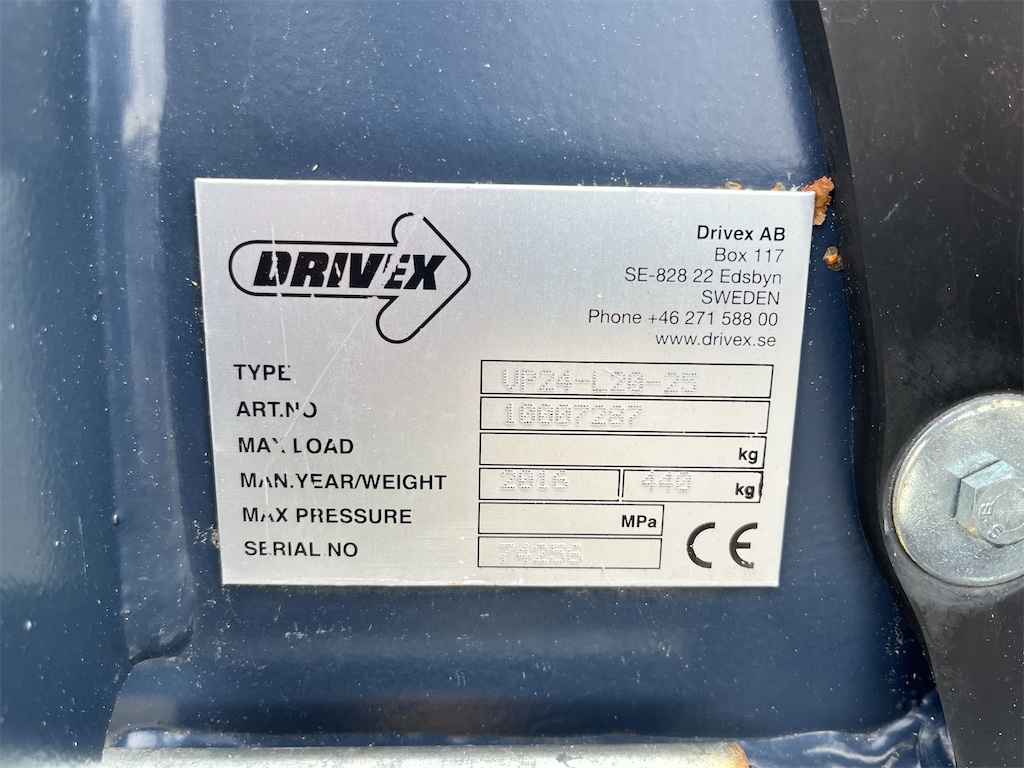 DRIVEX
Drivex AB
Box 117
SE-828 22 Edsbyn
SWEDEN
Phone +46 271 588 00
www.drivex.se
TYPE VP24-L20-25
ART.NO 10007287
MAX. LOAD kg
MAN.YEAR/WEIGHT 2016 440 kg
MAX PRESSURE MPa
SERIAL.NO
CE